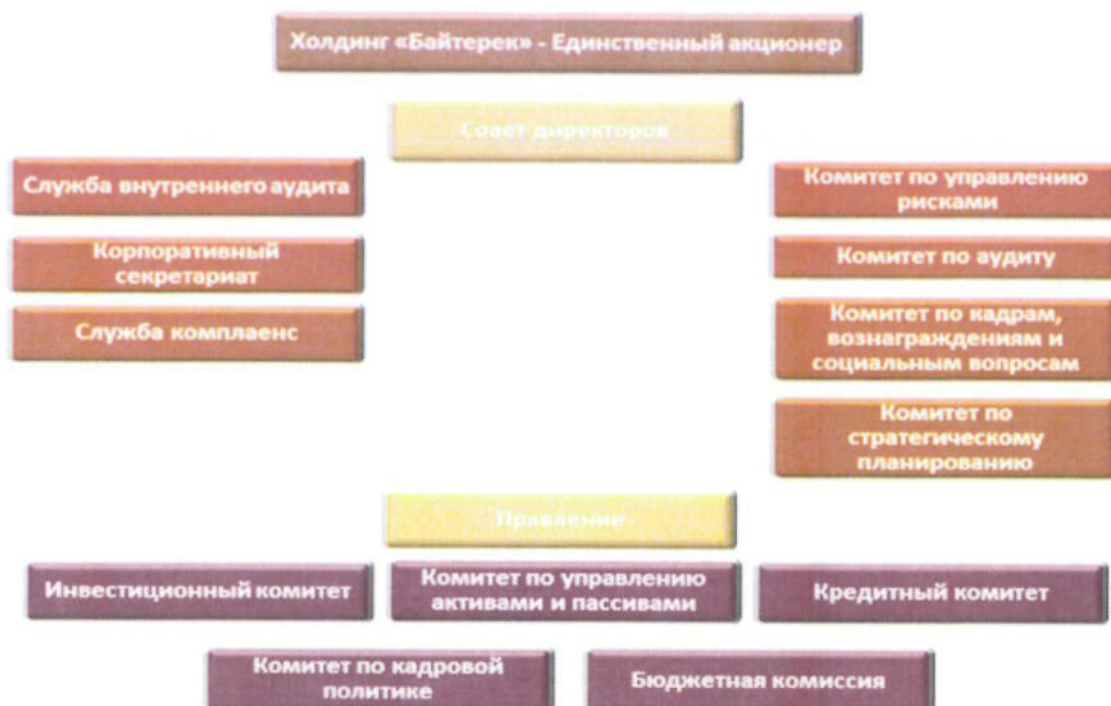 Холдинг «Байтерек» - Единственный акционер
Совет директоров
Служба внутреннего аудита
Корпоративный
секретариат
Служба комплаенс
Комитет по управлению
рисками
Комитет по аудиту
Комитет по кадрам,
вознаграждениям и
социальным вопросам
Комитет по
стратегическому
планированию
Правление
Инвестиционный комитет
Комитет по управлению
активами и пассивами
Кредитный комитет
Комитет по кадровой
политике
Бюджетная комиссия